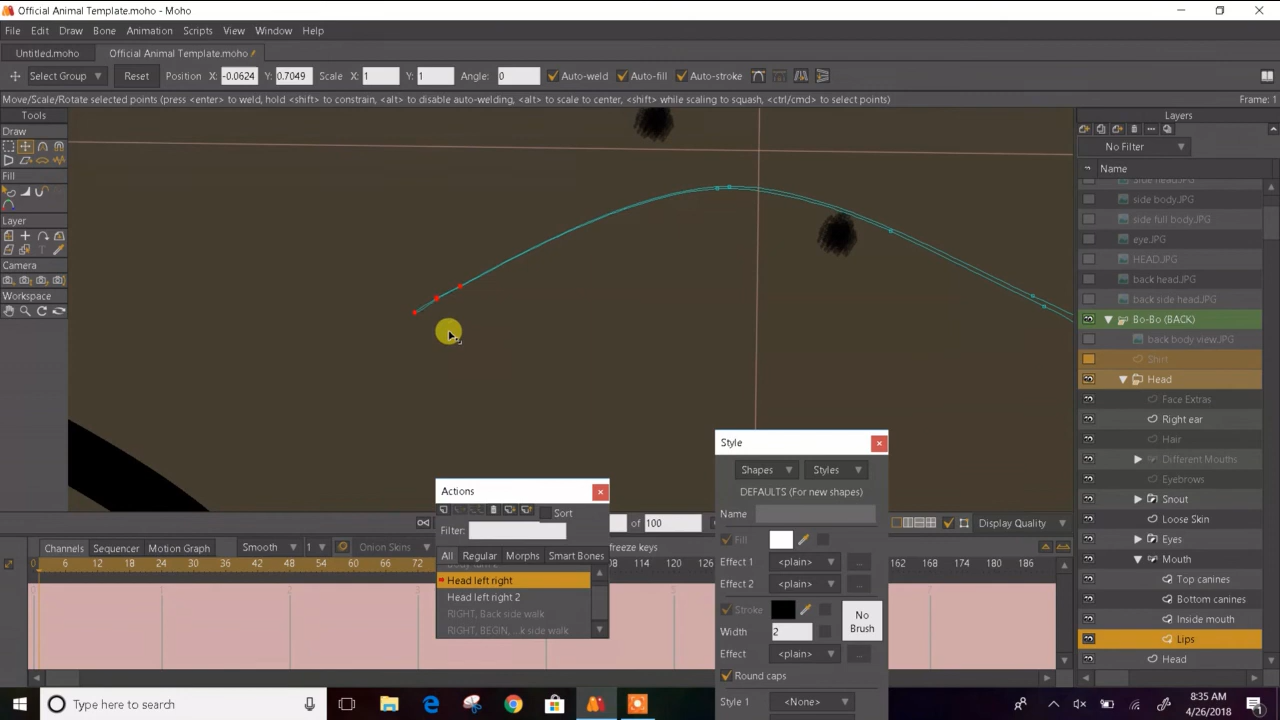 Official Animal Template.moho - Moho
File Edit Draw Bone Animation Scripts View Window Help
Untitled.moho Official Animal Template.moho
Select Group Reset Position X: -0.0624 Y: 0.7049 Scale X: 1 Y: 1 Angle: 0 Auto-weld Auto-fill Auto-stroke
Move/Scale/Rotate selected points (press <enter> to weld, hold <shift> to constrain, <alt> to disable auto-welding, <alt> to scale to center, <shift> while scaling to squash, <ctrl/cmd> to select points) Frame: 1
Tools
Draw
Fill
Layer
Camera
Workspace
Layers
No Filter
Name
side head.JPG
side body.JPG
side full body.JPG
eye.JPG
HEAD.JPG
back head.JPG
back side head.JPG
Bo-Bo (BACK)
back body view.JPG
Shirt
Head
Face Extras
Right ear
Hair
Different Mouths
Eyebrows
Snout
Loose Skin
Eyes
Mouth
Top canines
Bottom canines
Inside mouth
Lips
Head
Style
Shapes Styles
DEFAULTS (For new shapes)
Name
Fill
Effect 1 <plain> ...
Effect 2 <plain> ...
Stroke
No Brush
Width 2
Effect <plain> ...
Round caps
Style 1 <None>
Actions
Sort
Filter:
All Regular Morphs Smart Bones
Head left right
Head left right 2
RIGHT, Back side walk
RIGHT, BEGIN, ...k side walk
of 100
Display Quality
Channels Sequencer Motion Graph Smooth 1 Onion Skins
freeze keys
0 6 12 18 24 30 36 42 48 54 60 66 72 78 162 168 174 180 186
Type here to search
8:35 AM
4/26/2018